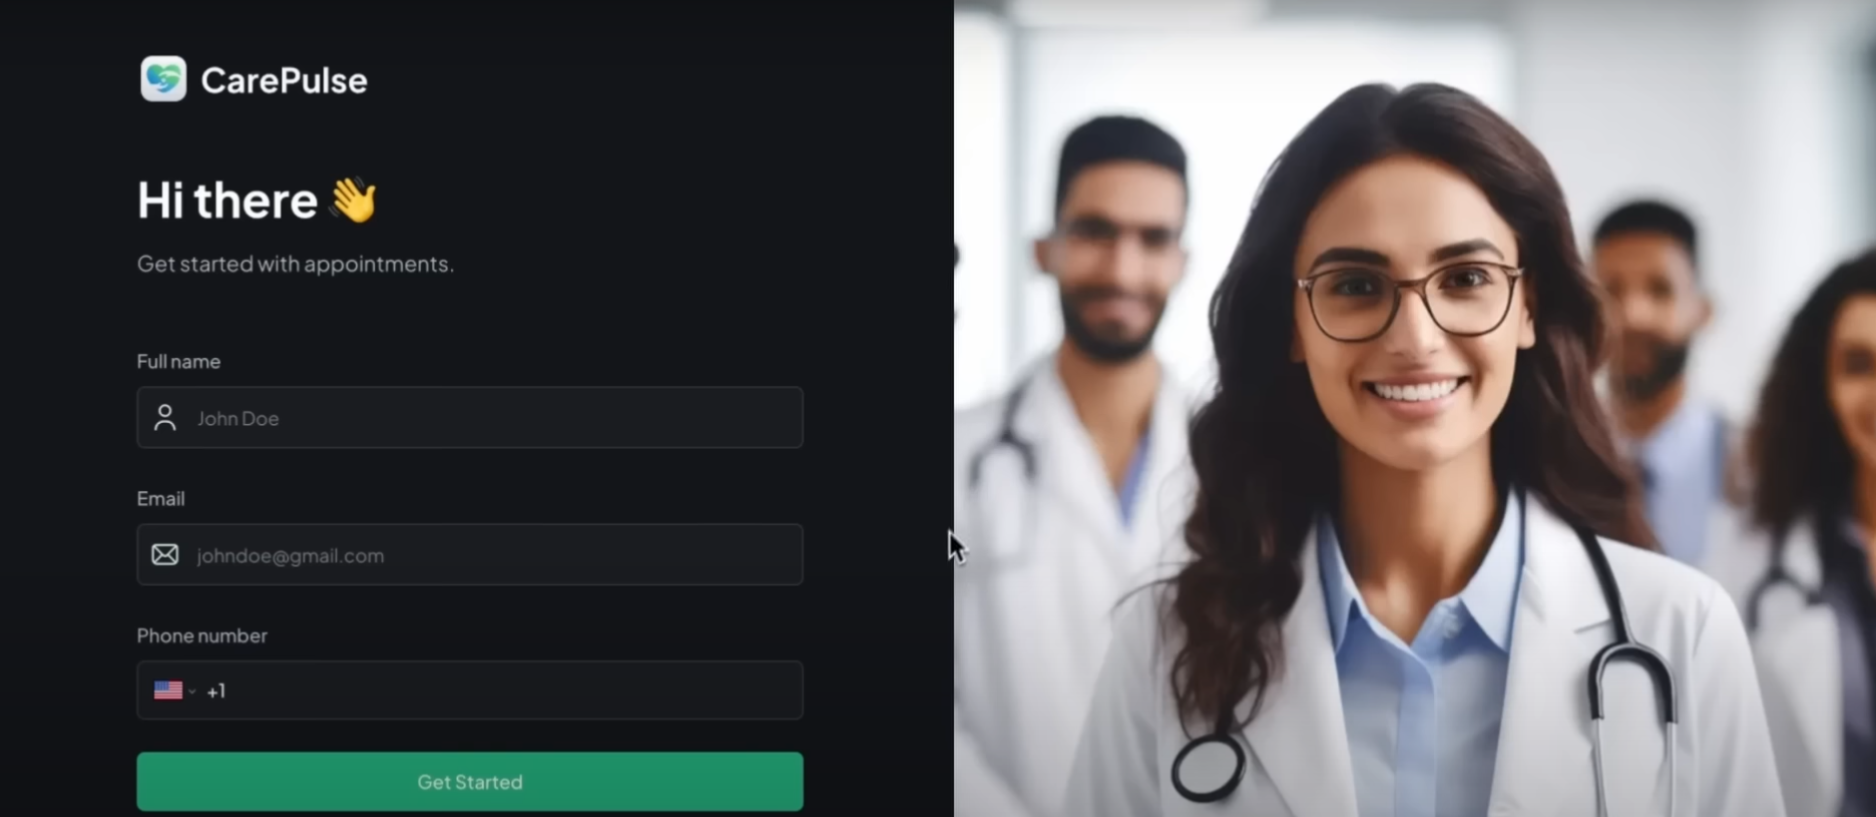 CarePulse
Hi there 👋
Get started with appointments.
Full name
John Doe
Email
johndoe@gmail.com
Phone number
+1
Get Started